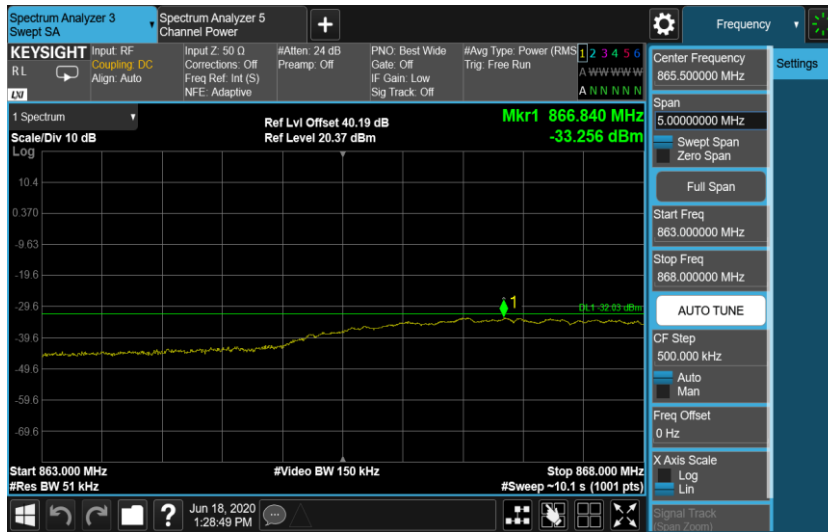 Spectrum Analyzer 3
Swept SA
Spectrum Analyzer 5
Channel Power
Frequency
KEYSIGHT
R L
LXI
Input: RF
Coupling: DC
Align: Auto
Input Z: 50 Ω
Corrections: Off
Freq Ref: Int (S)
NFE: Adaptive
#Atten: 24 dB
Preamp: Off
PNO: Best Wide
Gate: Off
IF Gain: Low
Sig Track: Off
#Avg Type: Power (RMS
Trig: Free Run
1 2 3 4 5 6
A W W W W W
A N N N N N
1 Spectrum
Scale/Div 10 dB
Ref Lvl Offset 40.19 dB
Ref Level 20.37 dBm
Mkr1 866.840 MHz
-33.256 dBm
Log
10.4
0.370
-9.63
-19.6
-29.6
-39.6
-49.6
-59.6
-69.6
1
DL1 -32.03 dBm
Start 863.000 MHz
#Res BW 51 kHz
#Video BW 150 kHz
Stop 868.000 MHz
#Sweep ~10.1 s (1001 pts)
Center Frequency
865.500000 MHz
Span
5.00000000 MHz
Swept Span
Zero Span
Full Span
Start Freq
863.000000 MHz
Stop Freq
868.000000 MHz
AUTO TUNE
CF Step
500.000 kHz
Auto
Man
Freq Offset
0 Hz
X Axis Scale
Log
Lin
Signal Track
(Span Zoom)
Settings
?
Jun 18, 2020
1:28:49 PM